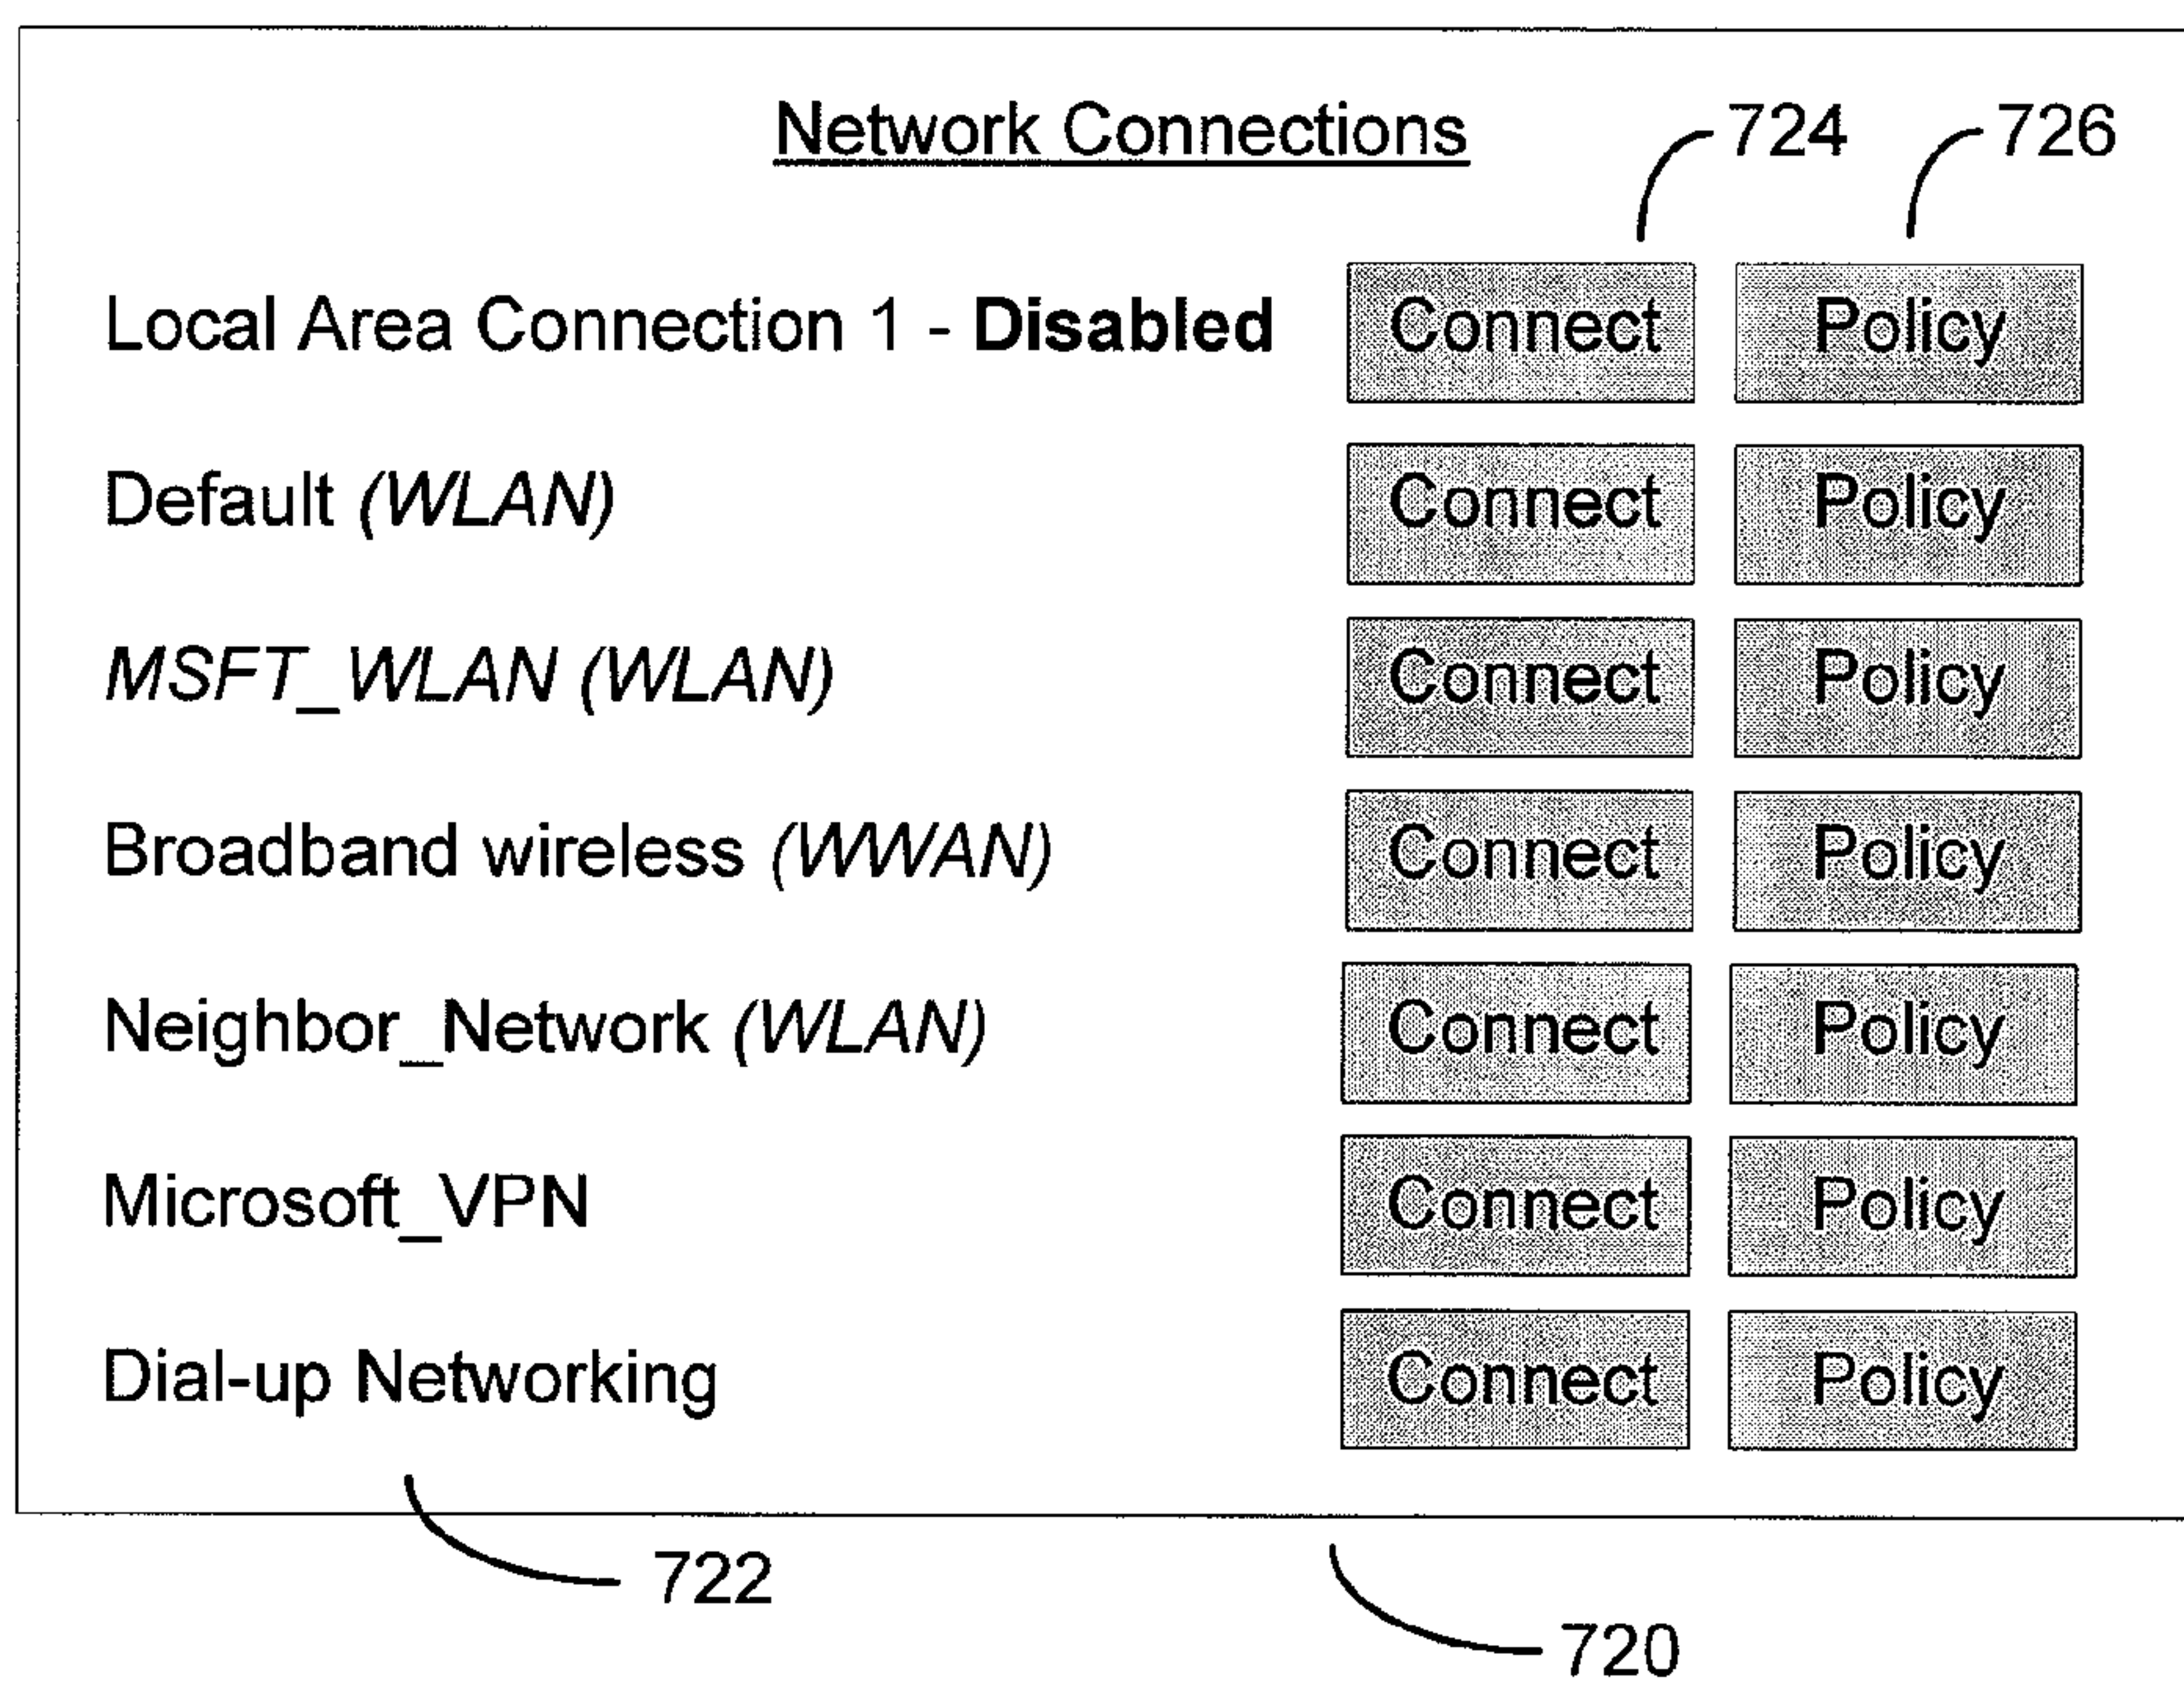 Network Connections 724 726
Local Area Connection 1 - Disabled Connect Policy
Default (WLAN) Connect Policy
MSFT_WLAN (WLAN) Connect Policy
Broadband wireless (WWAN) Connect Policy
Neighbor_Network (WLAN) Connect Policy
Microsoft_VPN Connect Policy
Dial-up Networking Connect Policy
722
720